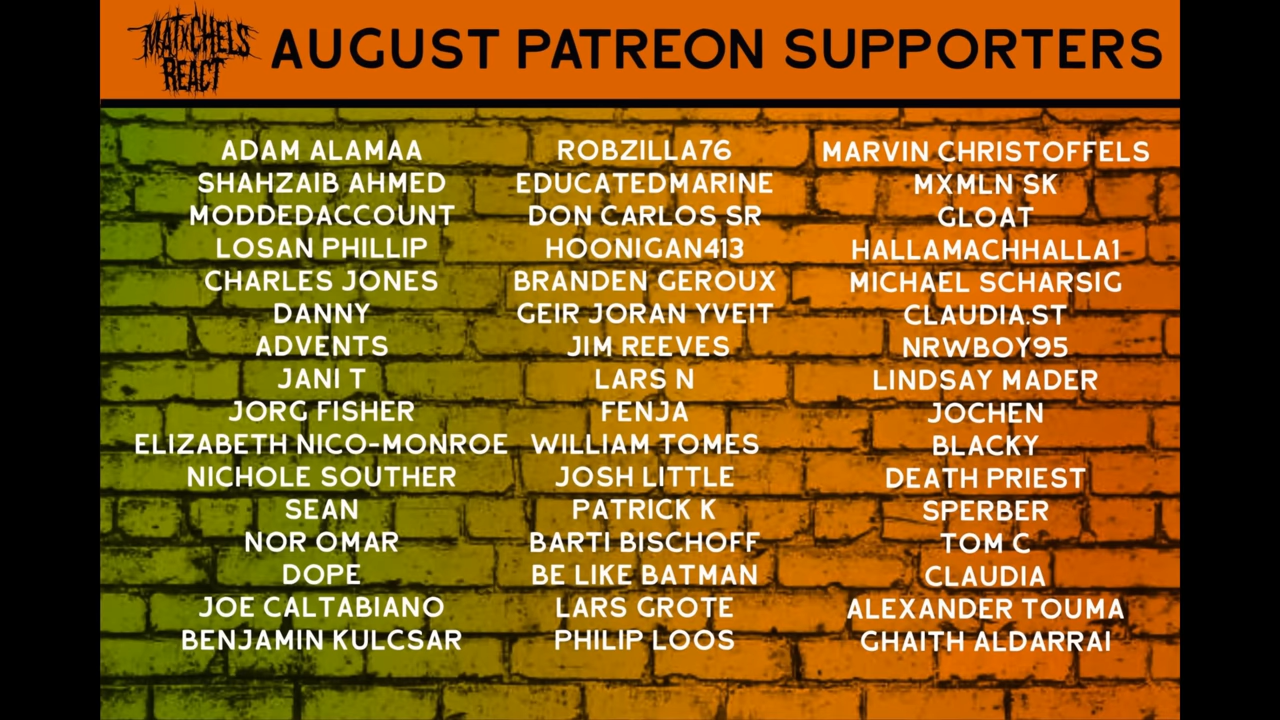 MATXCHELS
REACT
AUGUST PATREON SUPPORTERS
ADAM ALAMAA
SHAHZAIB AHMED
MODDEDACCOUNT
LOSAN PHILLIP
CHARLES JONES
DANNY
ADVENTS
JANI T
JORG FISHER
ELIZABETH NICO-MONROE
NICHOLE SOUTHER
SEAN
NOR OMAR
DOPE
JOE CALTABIANO
BENJAMIN KULCSAR
ROBZILLA76
EDUCATEDMARINE
DON CARLOS SR
HOONIGAN413
BRANDEN GEROUX
GEIR JORAN YVEIT
JIM REEVES
LARS N
FENJA
WILLIAM TOMES
JOSH LITTLE
PATRICK K
BARTI BISCHOFF
BE LIKE BATMAN
LARS GROTE
PHILIP LOOS
MARVIN CHRISTOFFELS
MXMLN SK
GLOAT
HALLAMACHHALLA1
MICHAEL SCHARSIG
CLAUDIA.ST
NRWBOY95
LINDSAY MADER
JOCHEN
BLACKY
DEATH PRIEST
SPERBER
TOM C
CLAUDIA
ALEXANDER TOUMA
GHAITH ALDARRAI